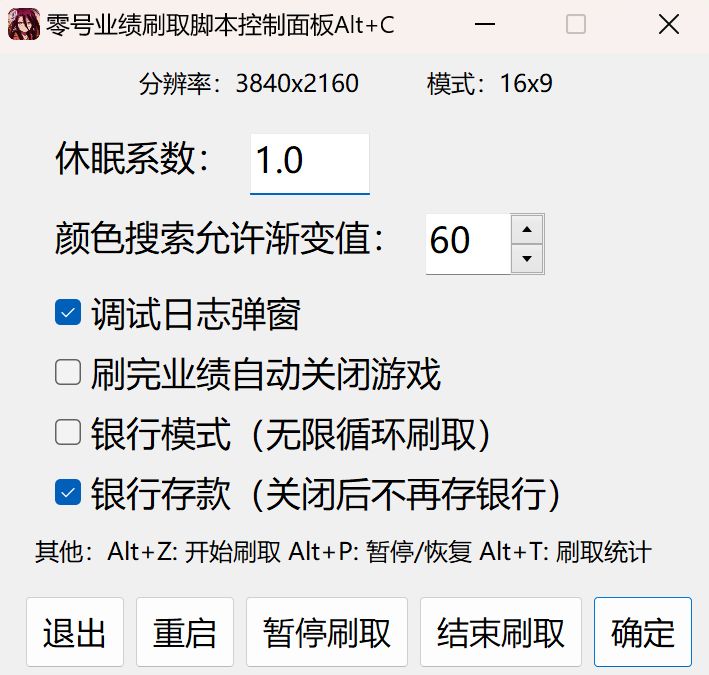 零号业绩刷取脚本控制面板Alt+C
分辨率：3840x2160 模式：16x9
休眠系数： 1.0
颜色搜索允许渐变值： 60
调试日志弹窗
刷完业绩自动关闭游戏
银行模式（无限循环刷取）
银行存款（关闭后不再存银行）
其他：Alt+Z: 开始刷取 Alt+P: 暂停/恢复 Alt+T: 刷取统计
退出 重启 暂停刷取 结束刷取 确定